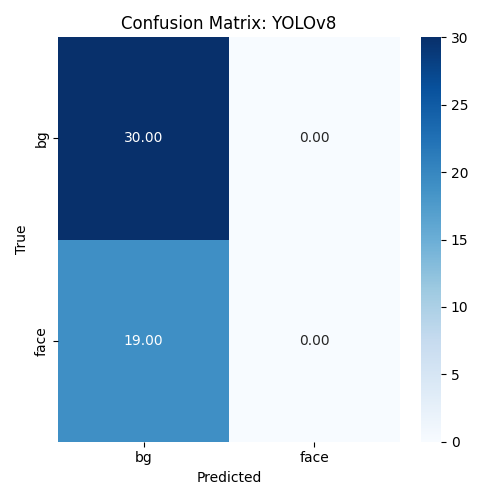 Confusion Matrix: YOLOv8
bg
30.00
0.00
face
19.00
0.00
True
bg
face
Predicted
30
25
20
15
10
5
0